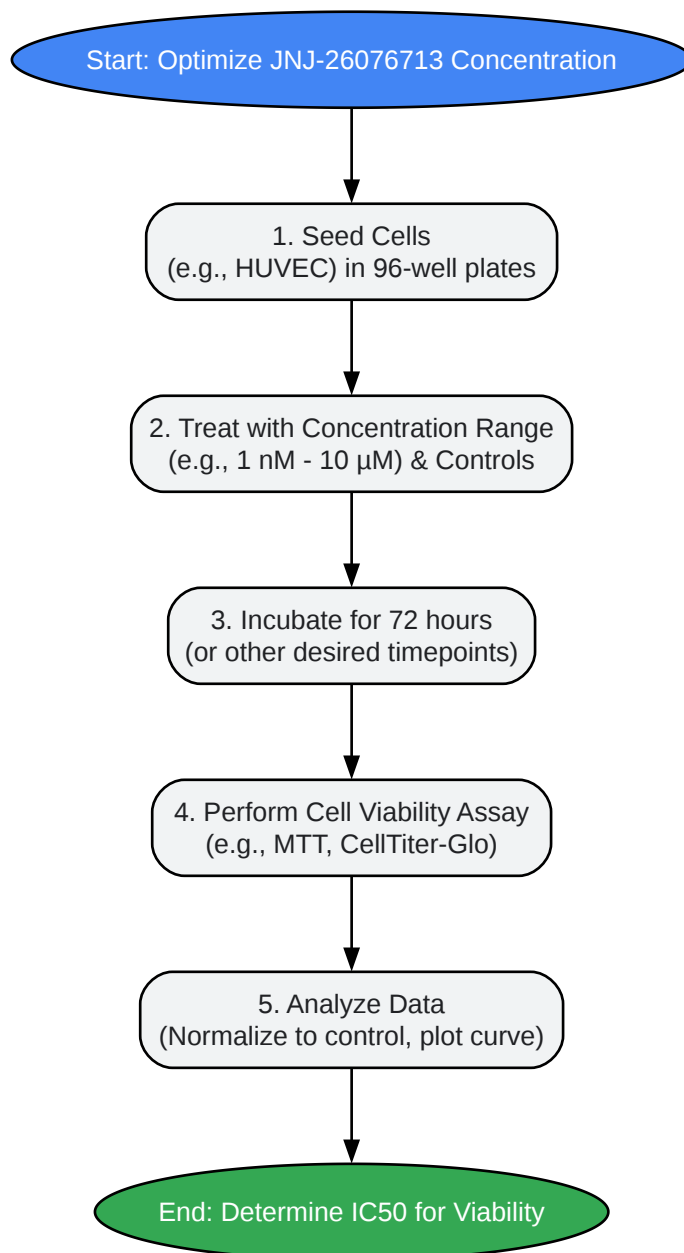 Start: Optimize JNJ-26076713 Concentration
1. Seed Cells
(e.g., HUVEC) in 96-well plates
2. Treat with Concentration Range
(e.g., 1 nM - 10 µM) & Controls
3. Incubate for 72 hours
(or other desired timepoints)
4. Perform Cell Viability Assay
(e.g., MTT, CellTiter-Glo)
5. Analyze Data
(Normalize to control, plot curve)
End: Determine IC50 for Viability